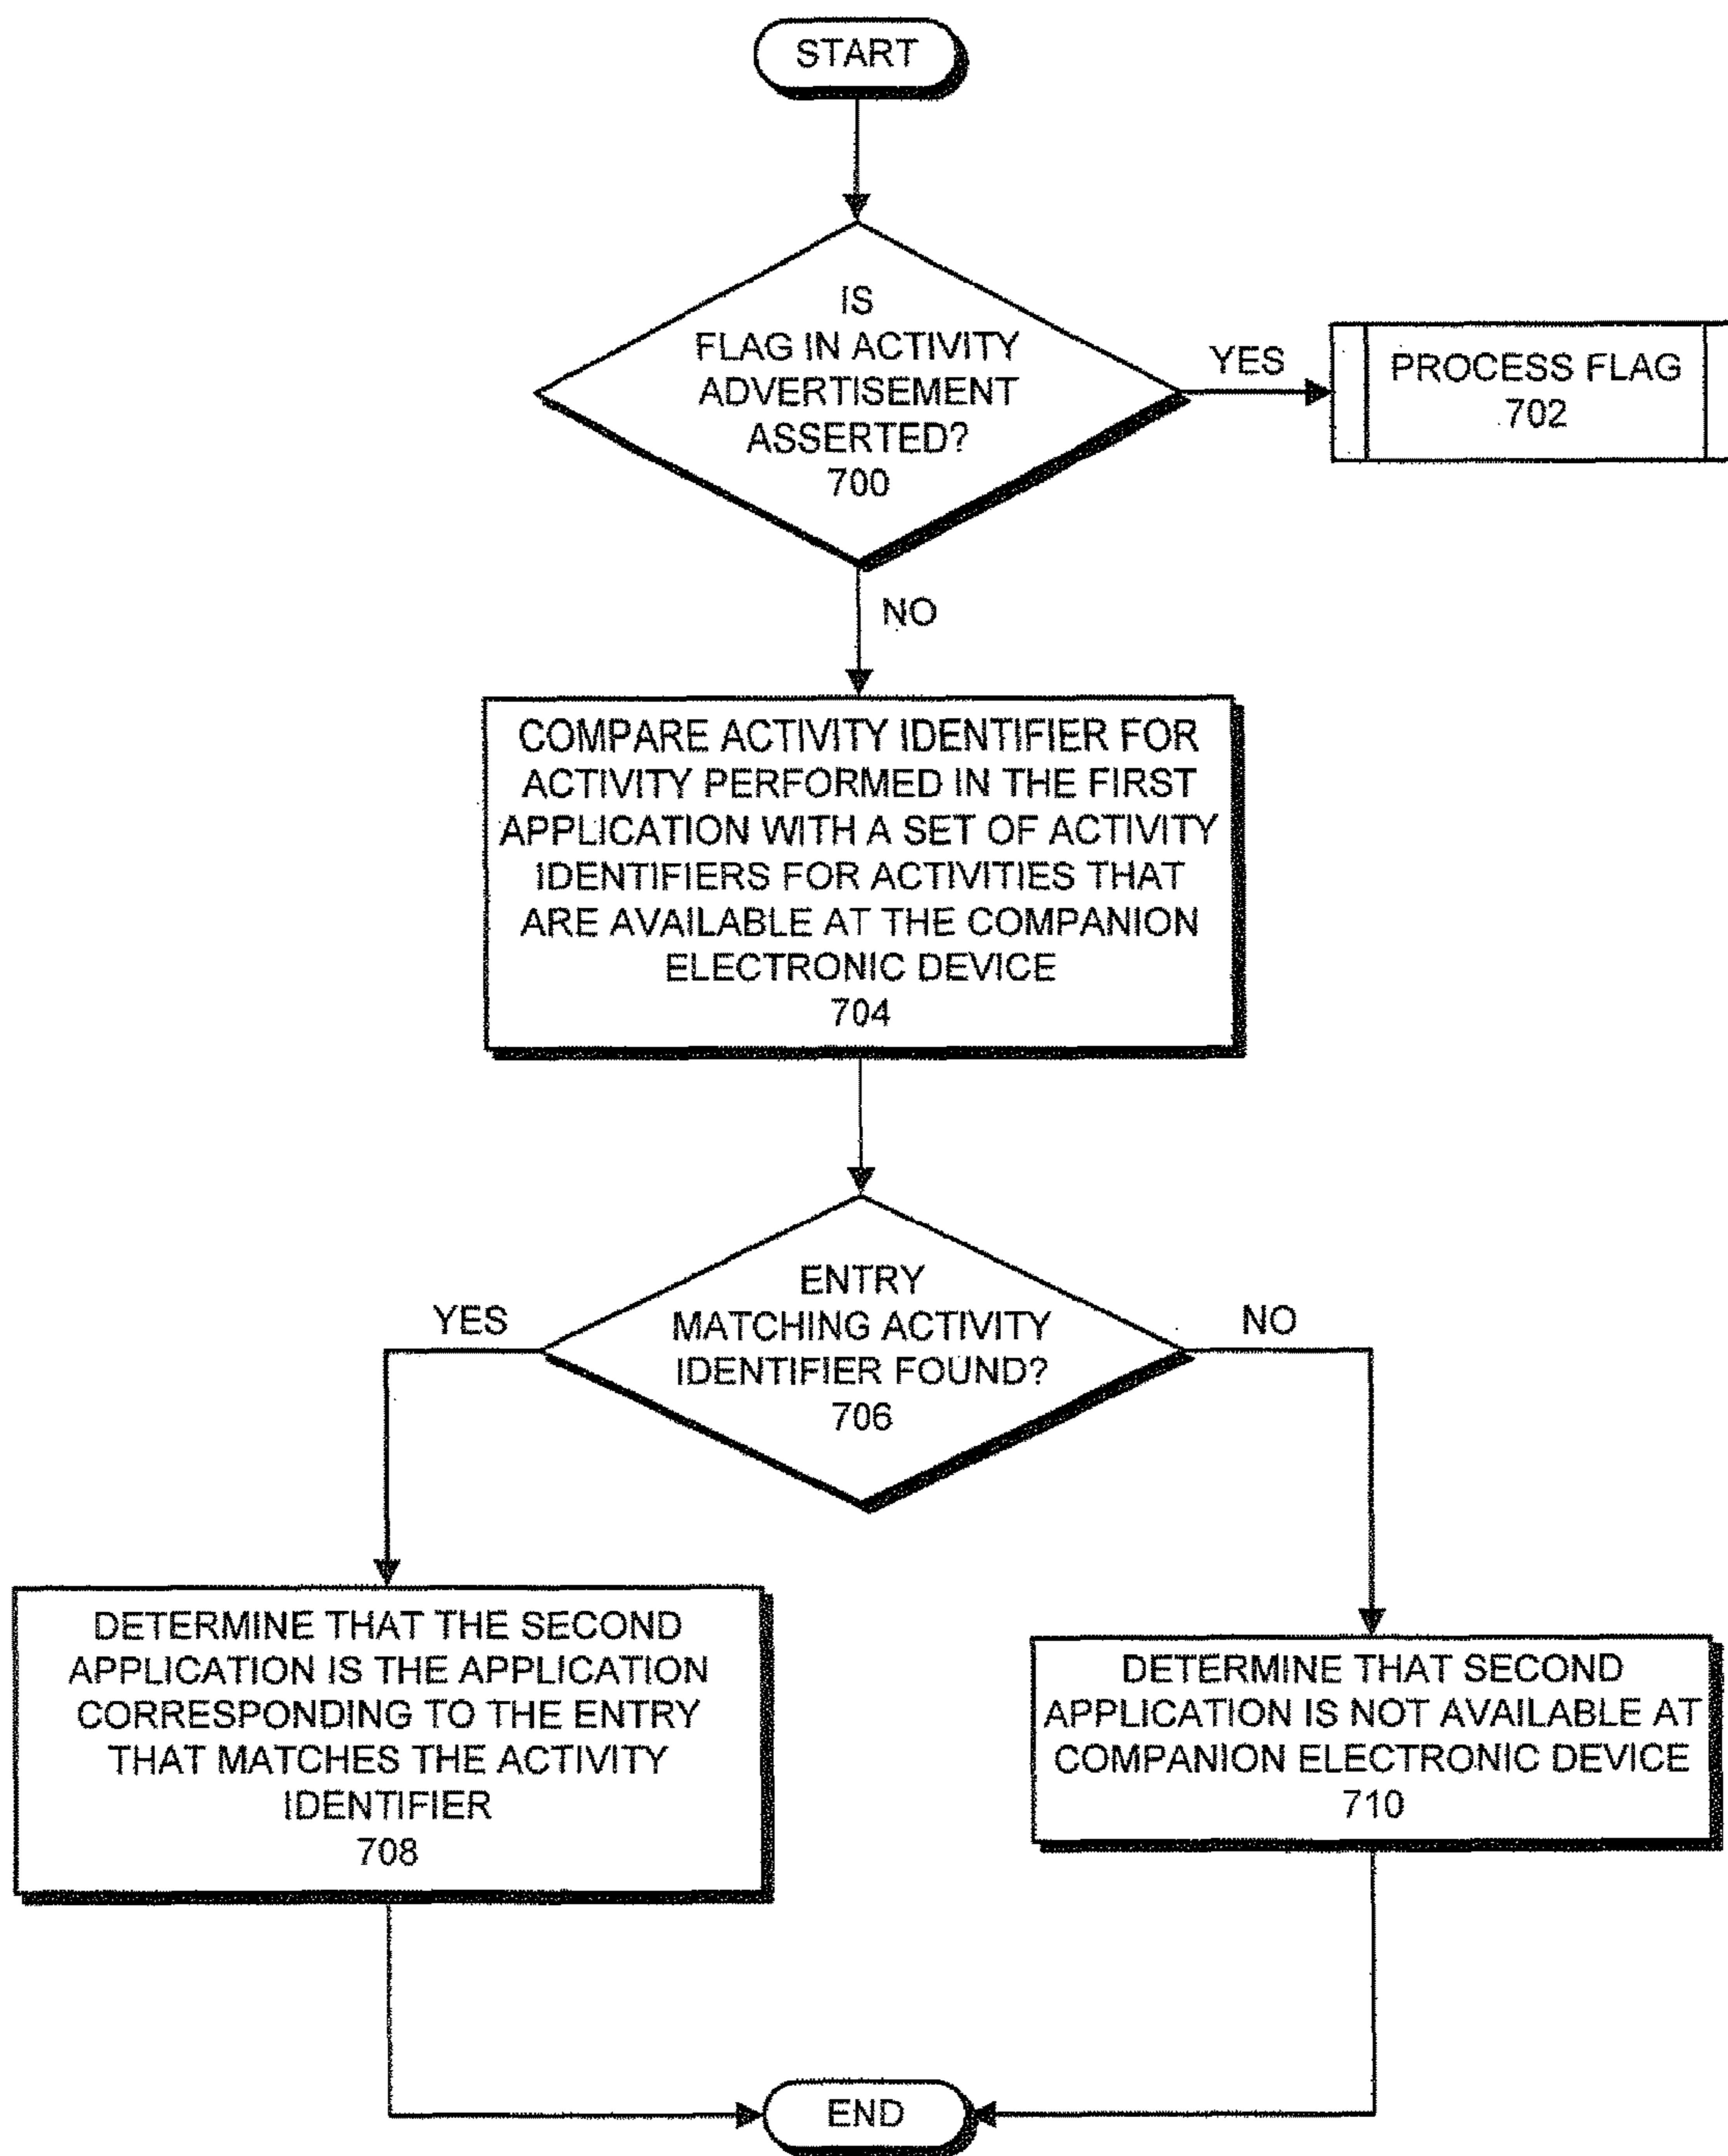 START
IS
FLAG IN ACTIVITY
ADVERTISEMENT
ASSERTED?
700
YES
PROCESS FLAG
702
NO
COMPARE ACTIVITY IDENTIFIER FOR
ACTIVITY PERFORMED IN THE FIRST
APPLICATION WITH A SET OF ACTIVITY
IDENTIFIERS FOR ACTIVITIES THAT
ARE AVAILABLE AT THE COMPANION
ELECTRONIC DEVICE
704
ENTRY
MATCHING ACTIVITY
IDENTIFIER FOUND?
706
YES
NO
DETERMINE THAT THE SECOND
APPLICATION IS THE APPLICATION
CORRESPONDING TO THE ENTRY
THAT MATCHES THE ACTIVITY
IDENTIFIER
708
DETERMINE THAT SECOND
APPLICATION IS NOT AVAILABLE AT
COMPANION ELECTRONIC DEVICE
710
END